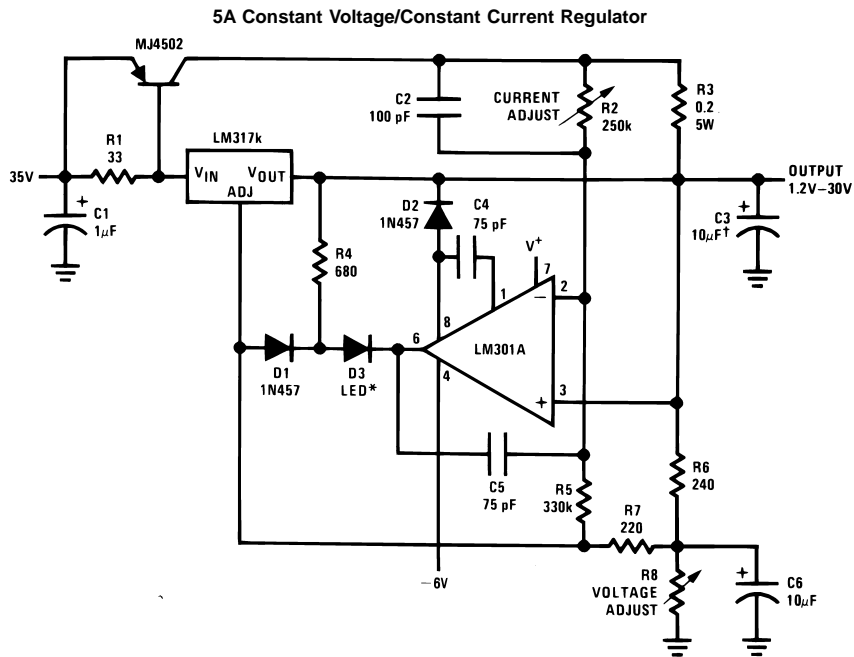 5A Constant Voltage/Constant Current Regulator
MJ4502
C2
100 pF
CURRENT
ADJUST
R2
250k
R3
0.2
5W
R1
33
LM317k
35V
VIN
VOUT
ADJ
OUTPUT
1.2V–30V
+
C1
1μF
D2
1N457
C4
75 pF
+
C3
10μF†
R4
680
V+
7
1
2
−
8
6
LM301A
4
3
+
D1
1N457
D3
LED*
C5
75 pF
R5
330k
R6
240
R7
220
−6V
R8
VOLTAGE
ADJUST
+
C6
10μF